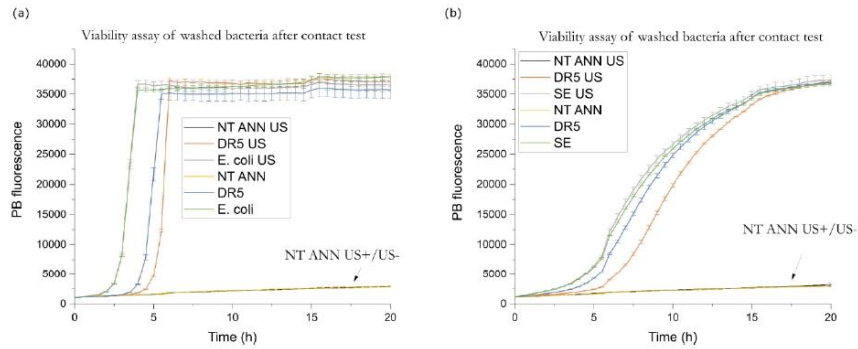 (a)
Viability assay of washed bacteria after contact test
40000
35000
30000
25000
20000
15000
10000
5000
0
PB fluorescence
NT ANN US
DR5 US
E. coli US
NT ANN
DR5
E. coli
NT ANN US+/US-
0
5
10
15
20
Time (h)
(b)
Viability assay of washed bacteria after contact test
40000
35000
30000
25000
20000
15000
10000
5000
0
PB fluorescence
NT ANN US
DR5 US
SE US
NT ANN
DR5
SE
NT ANN US+/US-
0
5
10
15
20
Time (h)